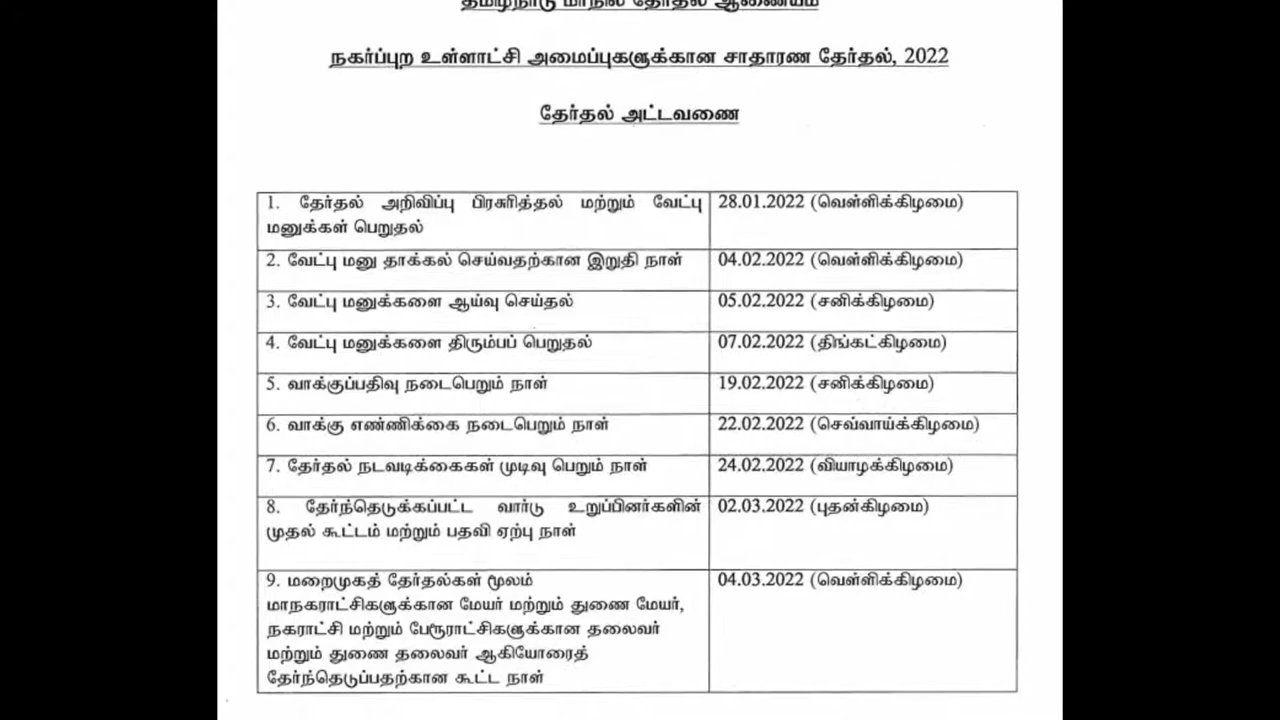 தமிழ்நாடு மாநில தேர்தல் ஆணையம்
நகர்ப்புற உள்ளாட்சி அமைப்புகளுக்கான சாதாரண தேர்தல், 2022
தேர்தல் அட்டவணை
1. தேர்தல் அறிவிப்பு பிரசுரித்தல் மற்றும் வேட்பு 28.01.2022 (வெள்ளிக்கிழமை)
மனுக்கள் பெறுதல்
2. வேட்பு மனு தாக்கல் செய்வதற்கான இறுதி நாள் 04.02.2022 (வெள்ளிக்கிழமை)
3. வேட்பு மனுக்களை ஆய்வு செய்தல் 05.02.2022 (சனிக்கிழமை)
4. வேட்பு மனுக்களை திரும்பப் பெறுதல் 07.02.2022 (திங்கட்கிழமை)
5. வாக்குப்பதிவு நடைபெறும் நாள் 19.02.2022 (சனிக்கிழமை)
6. வாக்கு எண்ணிக்கை நடைபெறும் நாள் 22.02.2022 (செவ்வாய்க்கிழமை)
7. தேர்தல் நடவடிக்கைகள் முடிவு பெறும் நாள் 24.02.2022 (வியாழக்கிழமை)
8. தேர்ந்தெடுக்கப்பட்ட வார்டு உறுப்பினர்களின் 02.03.2022 (புதன்கிழமை)
முதல் கூட்டம் மற்றும் பதவி ஏற்பு நாள்
9. மறைமுகத் தேர்தல்கள் மூலம் 04.03.2022 (வெள்ளிக்கிழமை)
மாநகராட்சிகளுக்கான மேயர் மற்றும் துணை மேயர்,
நகராட்சி மற்றும் பேரூராட்சிகளுக்கான தலைவர்
மற்றும் துணை தலைவர் ஆகியோரைத்
தேர்ந்தெடுப்பதற்கான கூட்ட நாள்